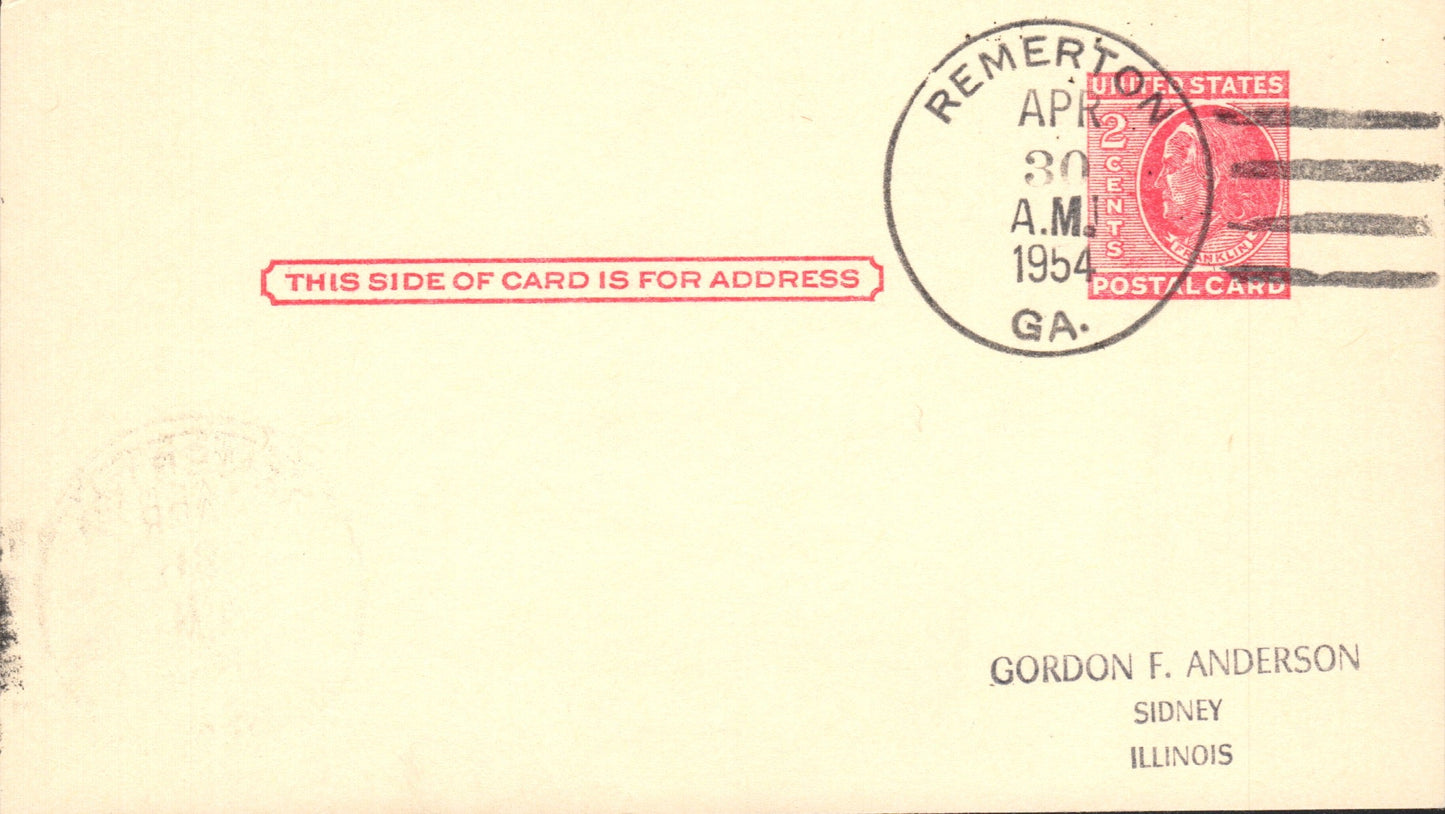 REMERTON
APR
30
A.M.
1954
GA.
UNITED STATES
2
CENTS
FRANKLIN
POSTAL CARD
THIS SIDE OF CARD IS FOR ADDRESS
GORDON F. ANDERSON
SIDNEY
ILLINOIS